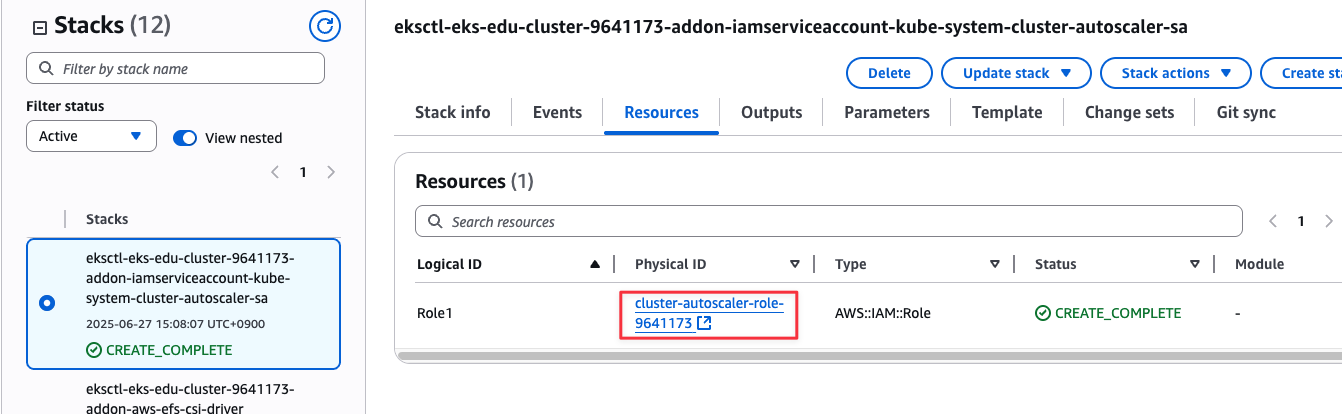 Stacks (12)
Filter by stack name
Filter status
Active
View nested
1
Stacks
eksctl-eks-edu-cluster-9641173-
addon-iamserviceaccount-kube-
system-cluster-autoscaler-sa
2025-06-27 15:08:07 UTC+0900
CREATE_COMPLETE
eksctl-eks-edu-cluster-9641173-
addon-aws-efs-csi-driver
eksctl-eks-edu-cluster-9641173-addon-iamserviceaccount-kube-system-cluster-autoscaler-sa
Delete
Update stack
Stack actions
Create sta
Stack info
Events
Resources
Outputs
Parameters
Template
Change sets
Git sync
Resources (1)
Search resources
1
Logical ID
Physical ID
Type
Status
Module
Role1
cluster-autoscaler-role-
9641173
AWS::IAM::Role
CREATE_COMPLETE
-